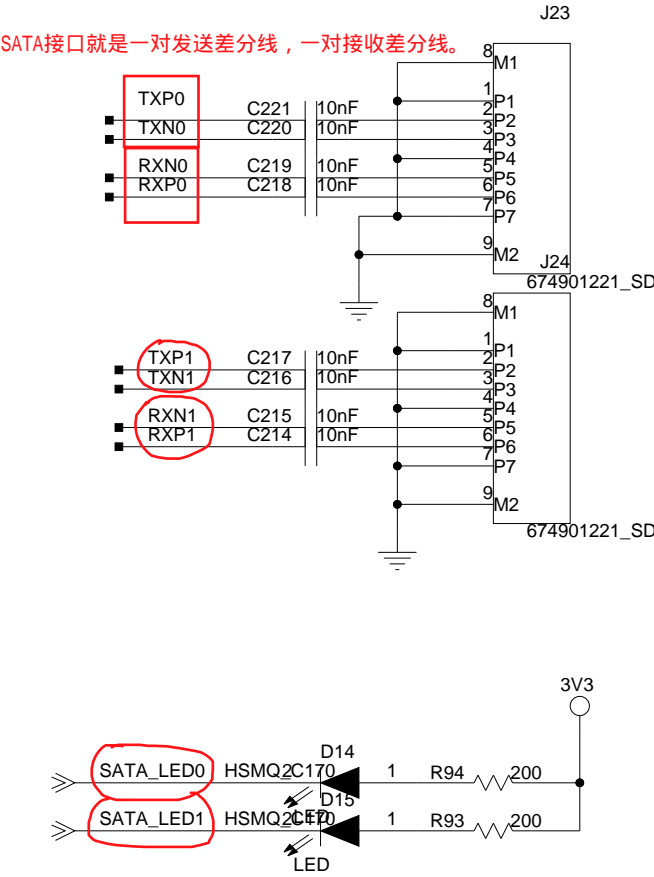 J23
SATA接口就是一对发送差分线，一对接收差分线。
8 M1
TXP0 C221 10nF 1 P1
2 P2
TXN0 C220 10nF 3 P3
4 P4
RXN0 C219 10nF 5 P5
RXP0 C218 10nF 6 P6
7 P7
9 M2
J24
674901221_SD
8 M1
1 P1
TXP1 C217 10nF 2 P2
TXN1 C216 10nF 3 P3
4 P4
RXN1 C215 10nF 5 P5
RXP1 C214 10nF 6 P6
7 P7
9 M2
674901221_SD
3V3
D14
SATA_LED0 HSMQ2_C170 1 R94 200
LED
D15
SATA_LED1 HSMQ2_C170 1 R93 200
LED